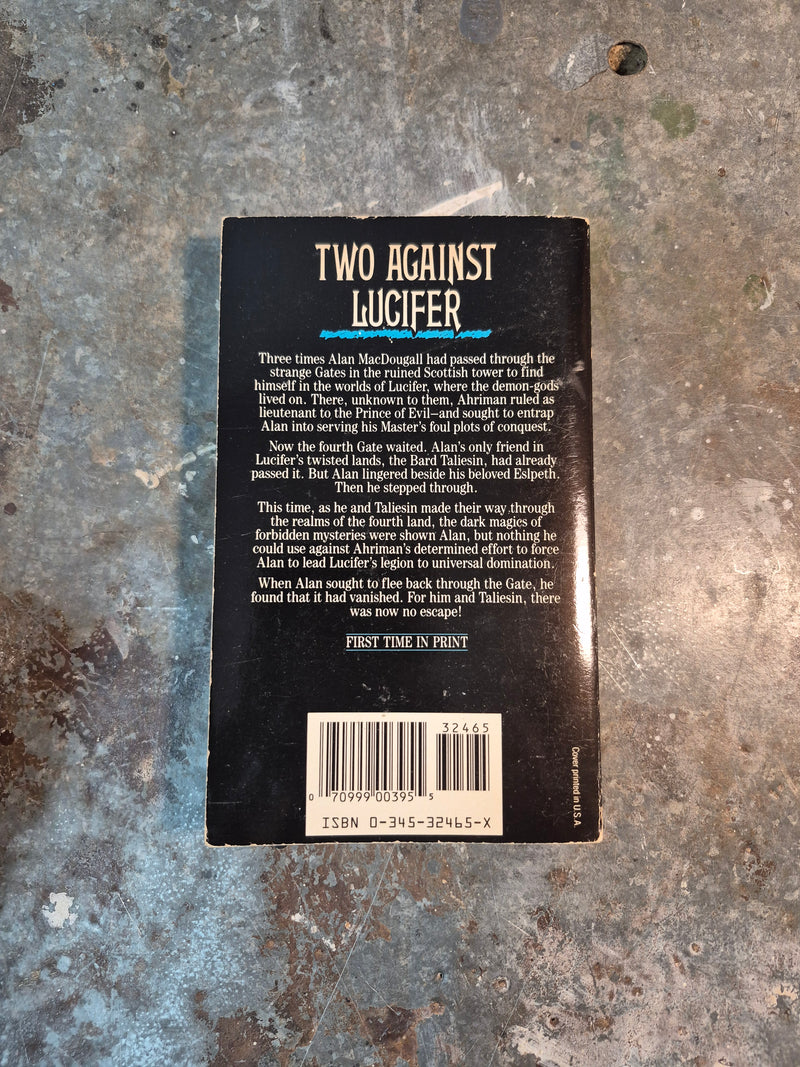 TWO AGAINST
LUCIFER
Three times Alan MacDougall had passed through the
strange Gates in the ruined Scottish tower to find
himself in the worlds of Lucifer, where the demon-gods
lived on. There, unknown to them, Ahriman ruled as
lieutenant to the Prince of Evil—and sought to entrap
Alan into serving his Master's foul plots of conquest.
Now the fourth Gate waited. Alan's only friend in
Lucifer's twisted lands, the Bard Taliesin, had already
passed it. But Alan lingered beside his beloved Eslpeth.
Then he stepped through.
This time, as he and Taliesin made their way through
the realms of the fourth land, the dark magics of
forbidden mysteries were shown Alan, but nothing he
could use against Ahriman's determined effort to force
Alan to lead Lucifer's legion to universal domination.
When Alan sought to flee back through the Gate, he
found that it had vanished. For him and Taliesin, there
was now no escape!
FIRST TIME IN PRINT
32465
0 70999 00395 5
ISBN 0-345-32465-X
Cover printed in U.S.A.